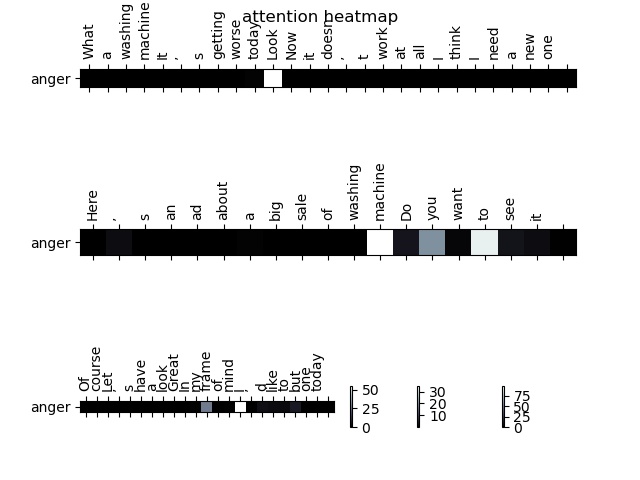 attention heatmap
What a washing machine It ' s getting worse today Look Now it doesn ' t work at all I think I need a new one
anger
Here ' s an ad about a big sale of washing machine Do you want to see it
anger
Of course Let ' s have a look Great In my frame of mind I ' d like to but one today
anger
50 25 0
30 20 10
75 50 25 0